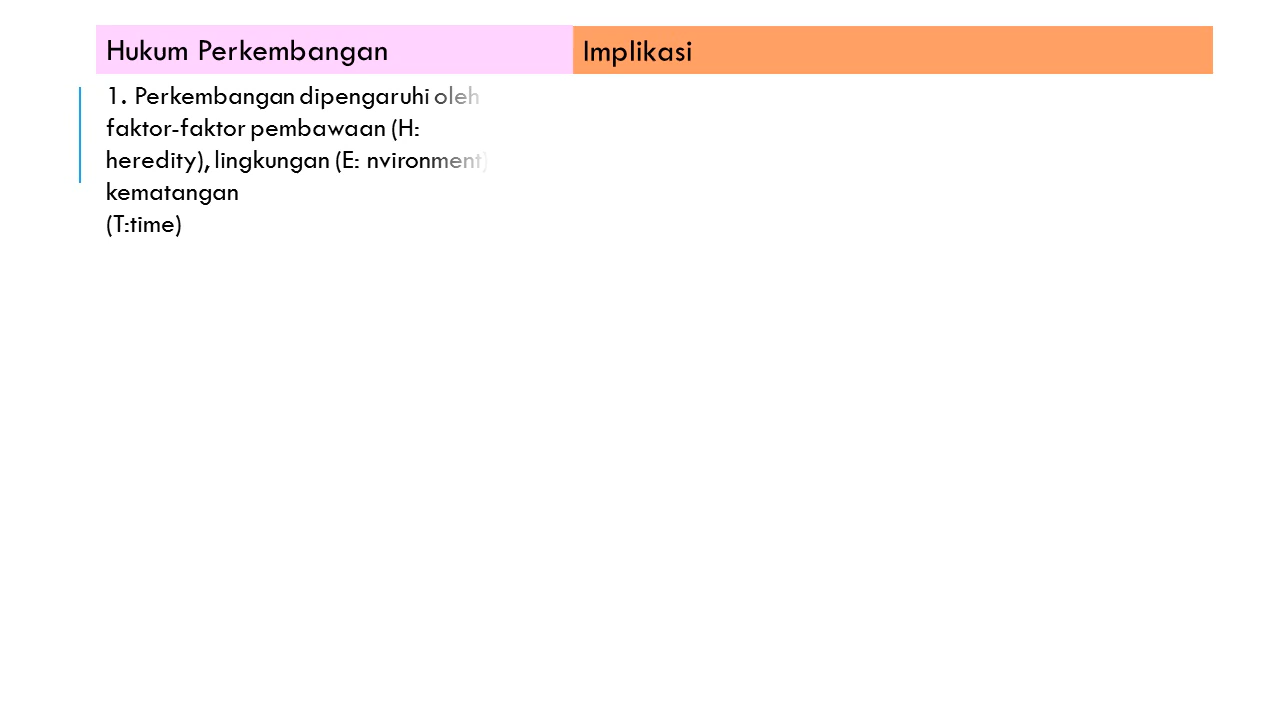 Hukum Perkembangan
Implikasi
1. Perkembangan dipengaruhi oleh
faktor-faktor pembawaan (H:
heredity), lingkungan (E: nvironment)
kematangan
(T:time)